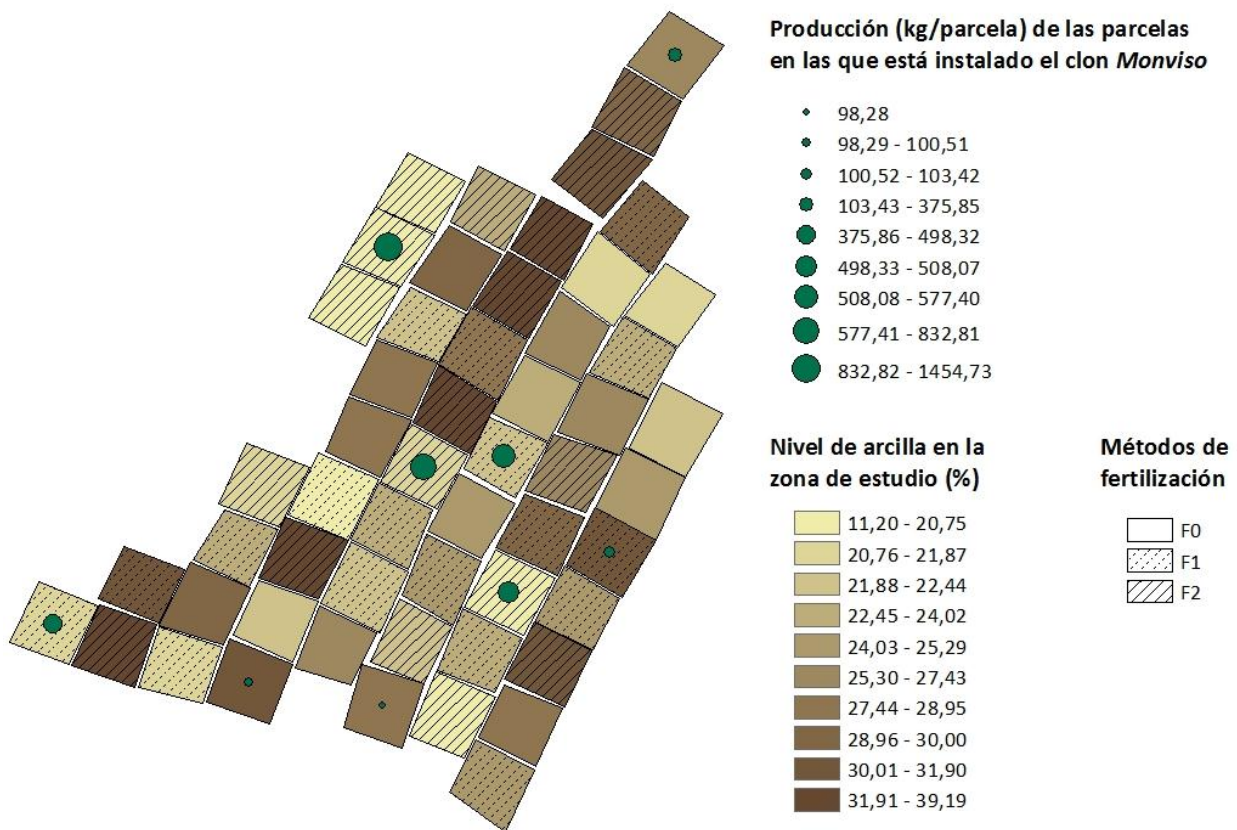 Producción (kg/parcela) de las parcelas
en las que está instalado el clon Monviso
98,28
98,29 - 100,51
100,52 - 103,42
103,43 - 375,85
375,86 - 498,32
498,33 - 508,07
508,08 - 577,40
577,41 - 832,81
832,82 - 1454,73
Nivel de arcilla en la
zona de estudio (%)
11,20 - 20,75
20,76 - 21,87
21,88 - 22,44
22,45 - 24,02
24,03 - 25,29
25,30 - 27,43
27,44 - 28,95
28,96 - 30,00
30,01 - 31,90
31,91 - 39,19
Métodos de
fertilización
F0
F1
F2